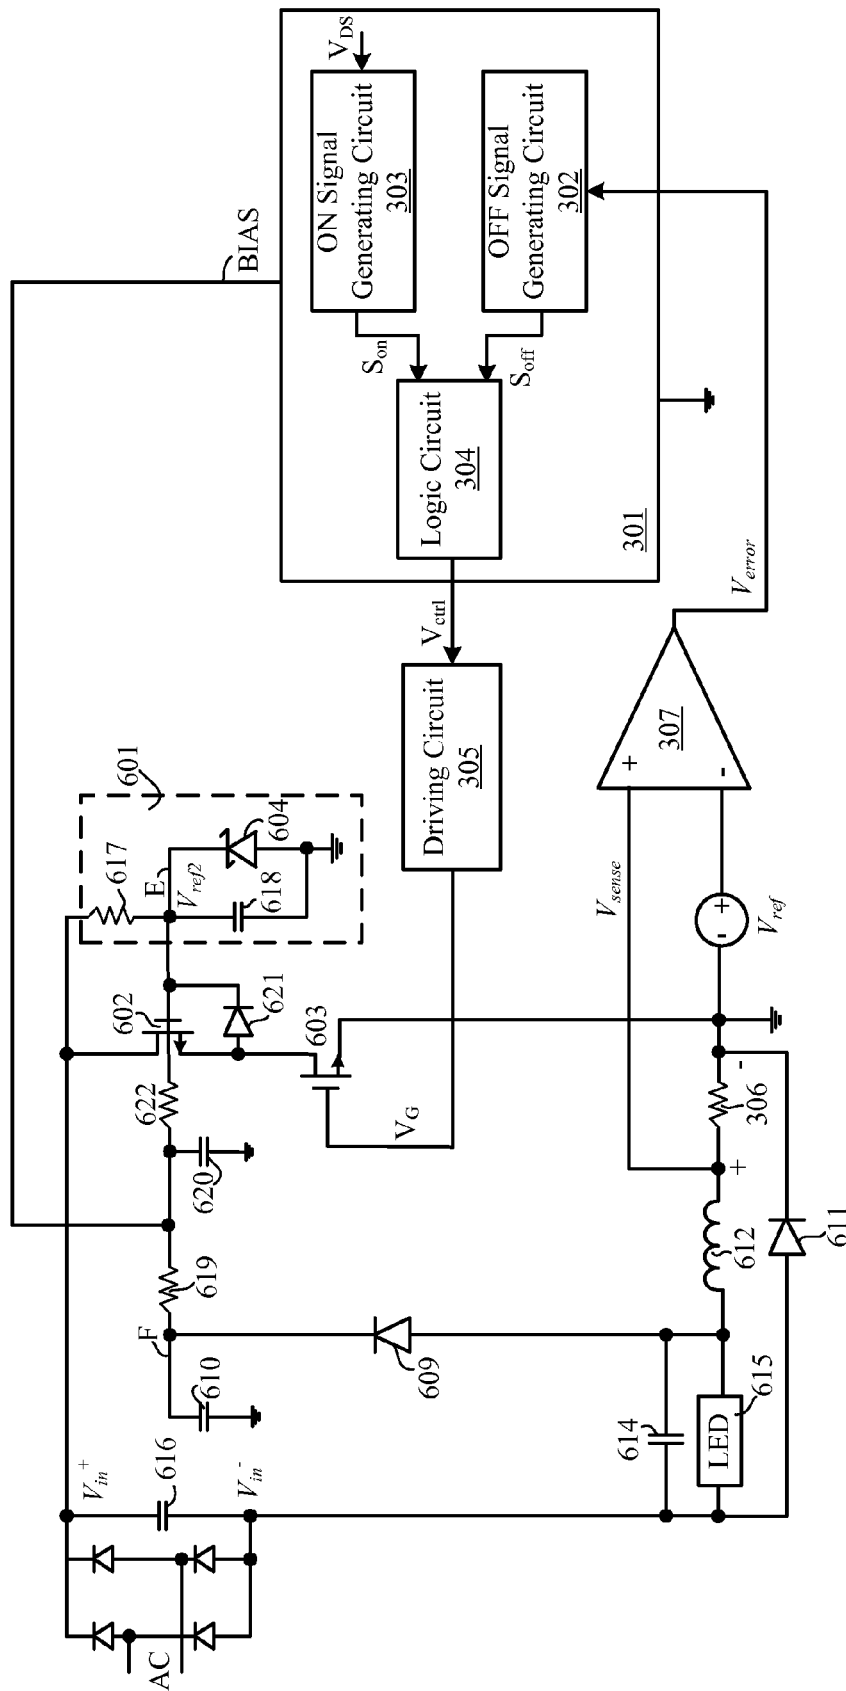 AC
V_in^+
616
V_in^-
610
F
619
620
622
602
621
603
V_G
617
E
V_ref2
618
604
601
BIAS
609
614
LED
615
612
611
306
+
-
V_sense
-
+
V_ref
+
-
307
V_error
Driving Circuit
305
V_ctrl
301
Logic Circuit
304
S_on
S_off
ON Signal
Generating Circuit
303
V_DS
OFF Signal
Generating Circuit
302